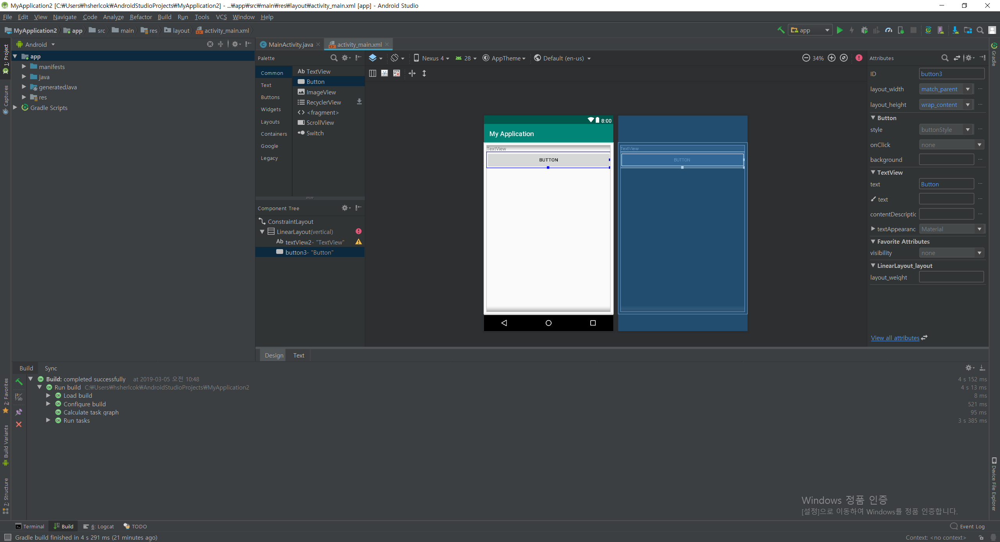 MyApplication2 [C:₩Users₩hsherlcok₩AndroidStudioProjects₩MyApplication2] - ...₩app₩src₩main₩res₩layout₩activity_main.xml [app] - Android Studio
File Edit View Navigate Code Analyze Refactor Build Run Tools VCS Window Help
MyApplication2 app src main res layout activity_main.xml
app
1: Project
Captures
2: Favorites
Build Variants
7: Structure
Android
app
manifests
java
generatedJava
res
Gradle Scripts
MainActivity.java
activity_main.xml
Palette
Common
Text
Buttons
Widgets
Layouts
Containers
Google
Legacy
Ab TextView
Button
ImageView
RecyclerView
<fragment>
ScrollView
Switch
Component Tree
ConstraintLayout
LinearLayout(vertical)
Ab textView2- "TextView"
button3- "Button"
Nexus 4 28 AppTheme Default (en-us)
34%
8:00
My Application
TextView
BUTTON
TextView
BUTTON
Attributes
ID button3
layout_width match_parent
layout_height wrap_content
Button
style buttonStyle
onClick none
background
TextView
text Button
text
contentDescriptic
textAppearanc Material
Favorite Attributes
visibility none
LinearLayout_layout
layout_weight
View all attributes
Gradle
Device File Explorer
Design Text
Build Sync
Build: completed successfully at 2019-03-05 오전 10:48 4 s 152 ms
Run build C:₩Users₩hsherlcok₩AndroidStudioProjects₩MyApplication2 4 s 13 ms
Load build 8 ms
Configure build 521 ms
Calculate task graph 95 ms
Run tasks 3 s 385 ms
Windows 정품 인증
[설정]으로 이동하여 Windows를 정품 인증합니다.
Terminal Build 6: Logcat TODO Event Log
Gradle build finished in 4 s 291 ms (21 minutes ago) Context: <no context>